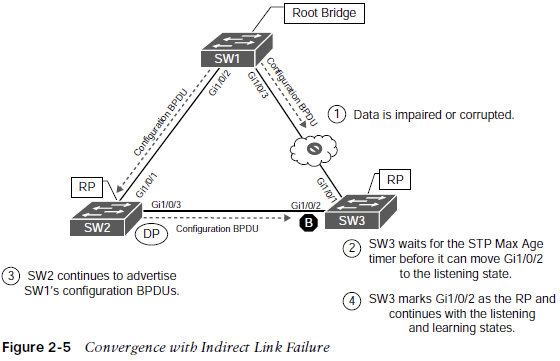 Root Bridge
SW1
Gi1/0/2
Gi1/0/3
Configuration BPDU
Configuration BPDU
1 Data is impaired or corrupted.
Gi1/0/1
Gi1/0/1
RP
RP
Gi1/0/3
Gi1/0/2
SW2
DP
Configuration BPDU
B
SW3
2 SW3 waits for the STP Max Age
timer before it can move Gi1/0/2
to the listening state.
3 SW2 continues to advertise
SW1's configuration BPDUs.
4 SW3 marks Gi1/0/2 as the RP and
continues with the listening
and learning states.
Figure 2-5 Convergence with Indirect Link Failure